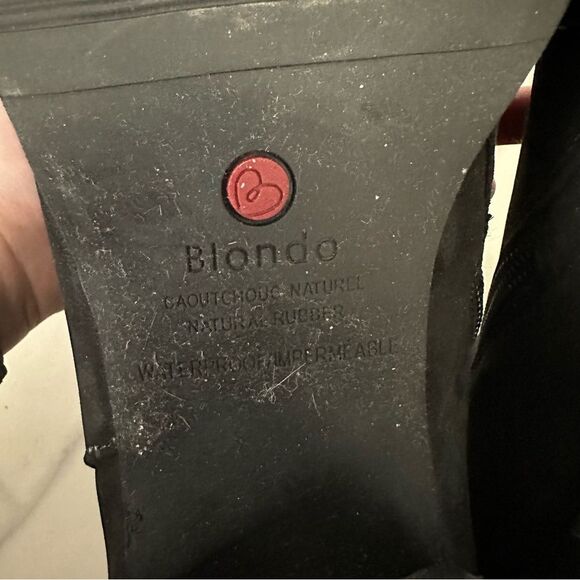 Blondo
CAOUTCHOUC NATUREL
NATURAL RUBBER
WATERPROOF/IMPERMÉABLE